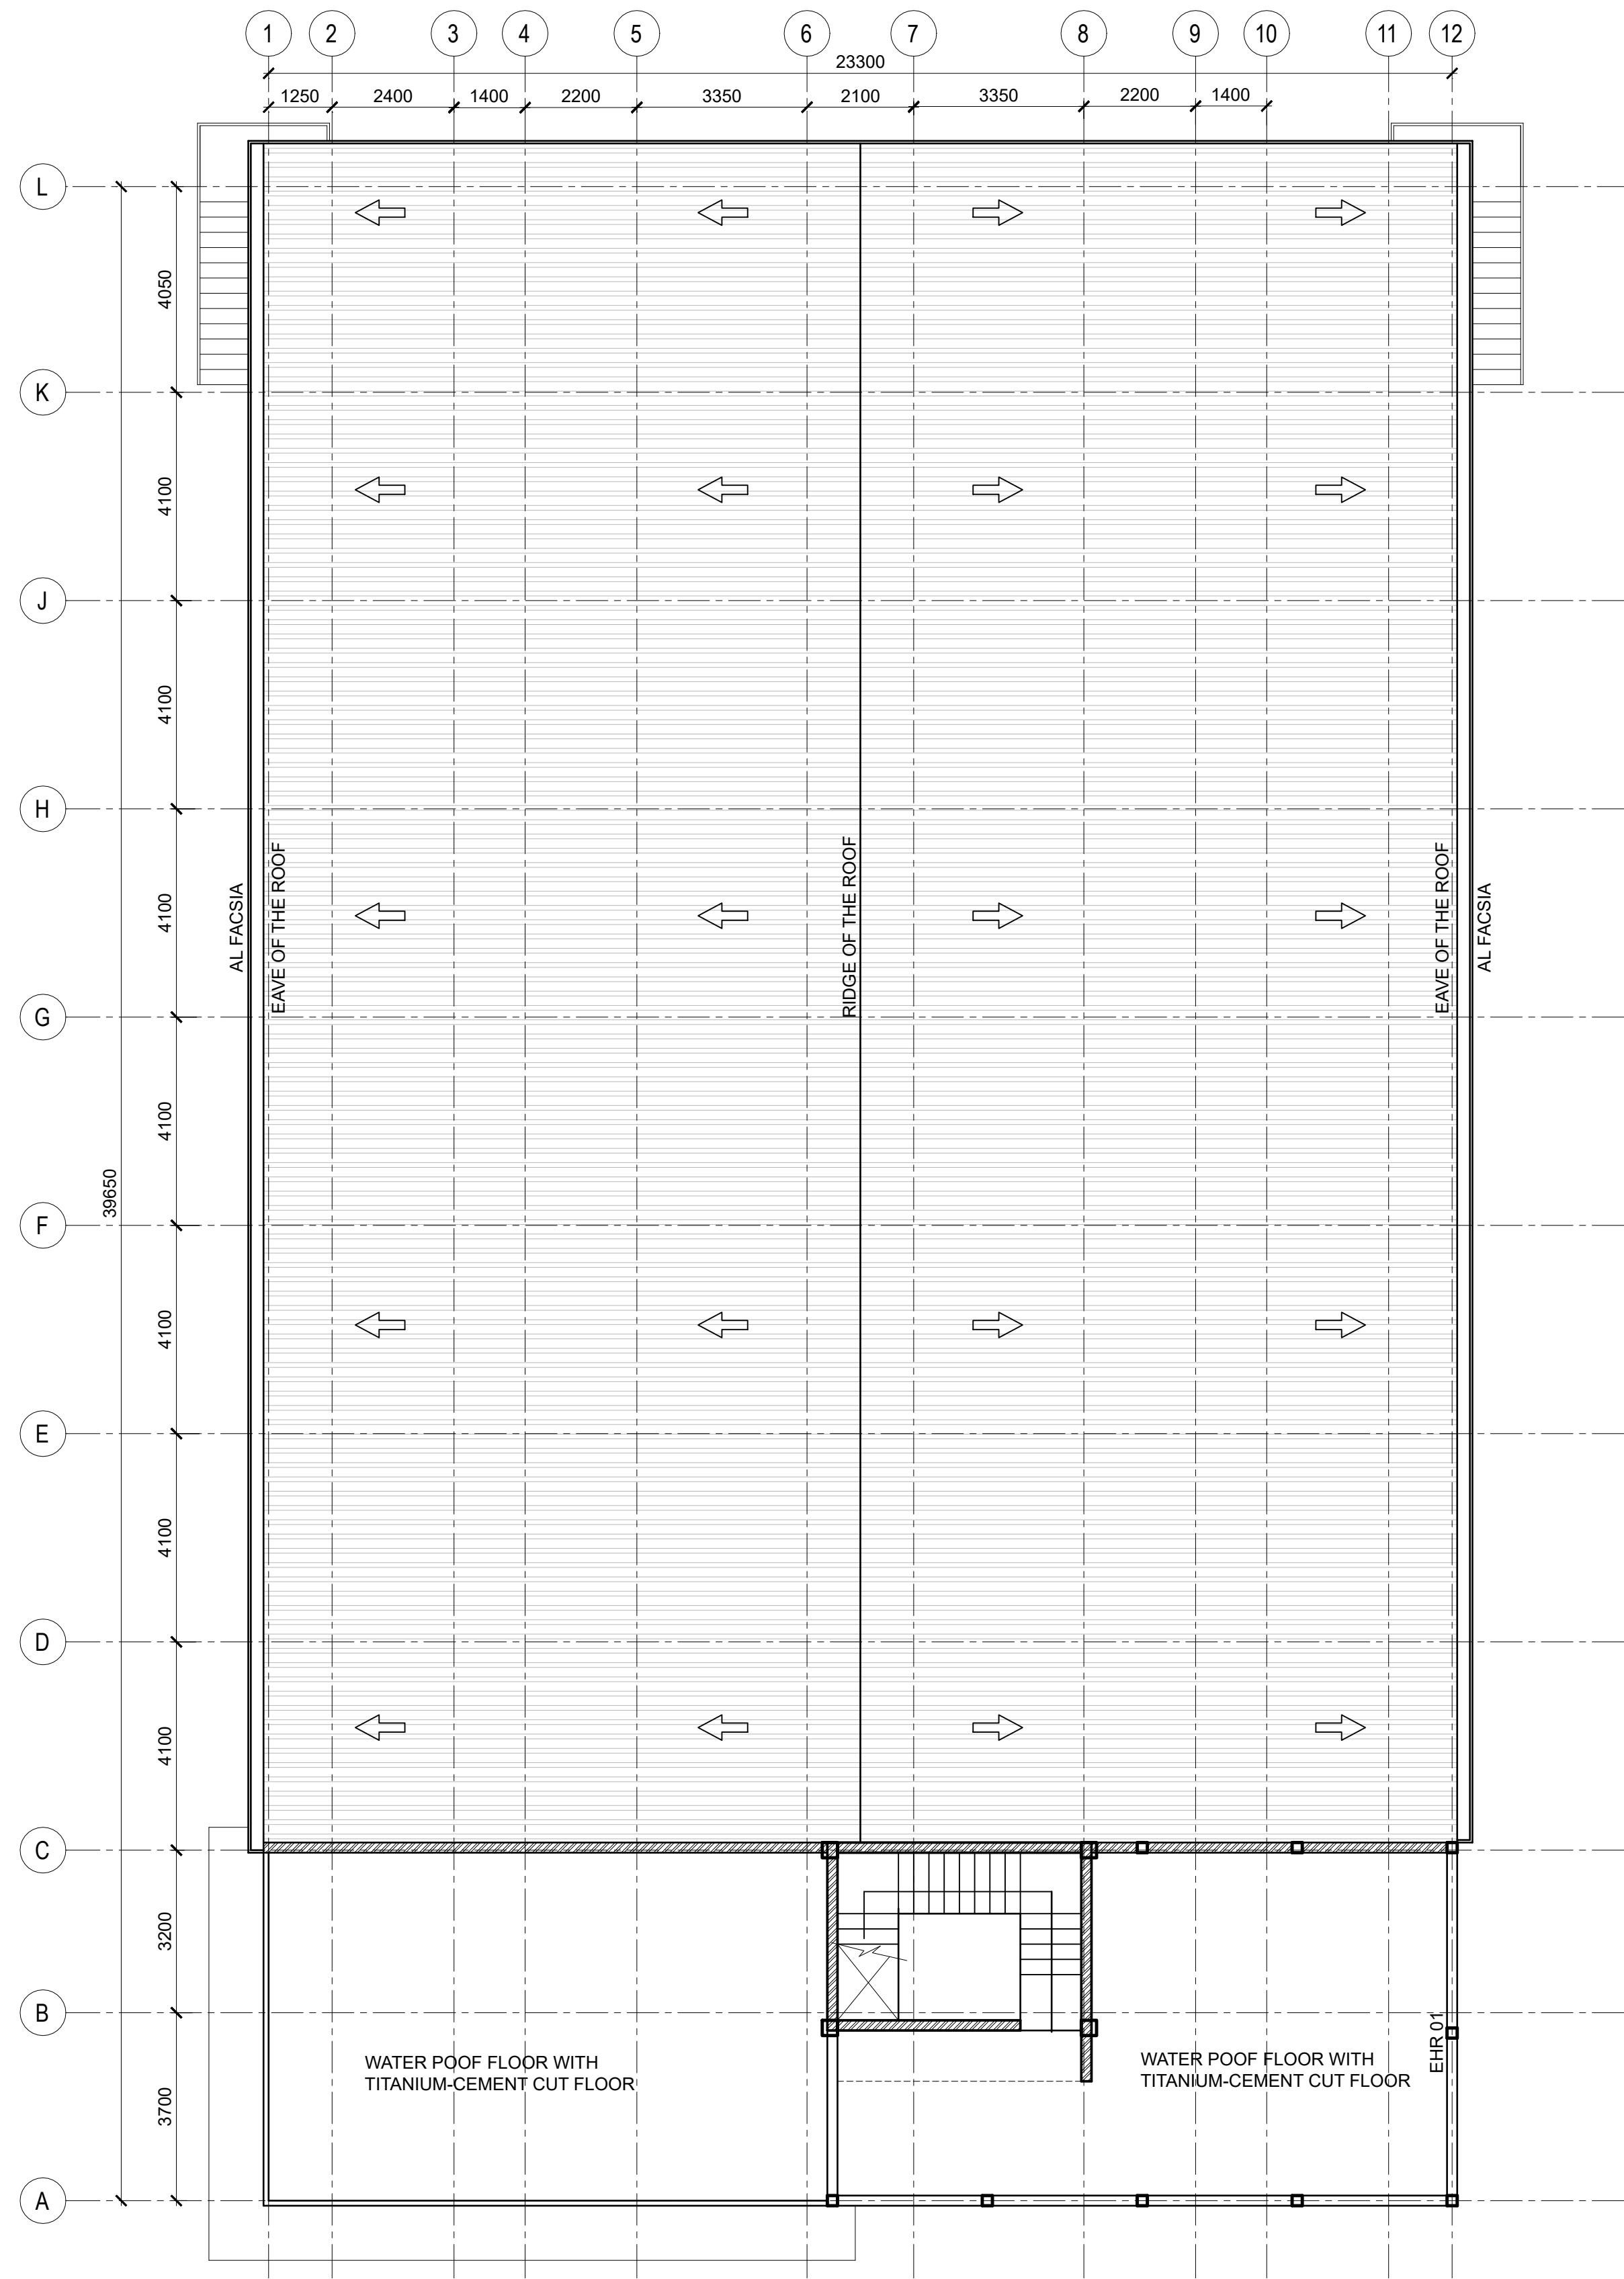 1 2 3 4 5 6 7 8 9 10 11 12
23300
1250 2400 1400 2200 3350 2100 3350 2200 1400
L
4050
K
4100
J
4100
H
4100
G
4100
F
4100
E
4100
D
4100
C
3200
B
3700
A
39650
AL FACSIA
EAVE OF THE ROOF
RIDGE OF THE ROOF
EAVE OF THE ROOF
AL FACSIA
WATER POOF FLOOR WITH
TITANIUM-CEMENT CUT FLOOR
WATER POOF FLOOR WITH
TITANIUM-CEMENT CUT FLOOR
EHR 01